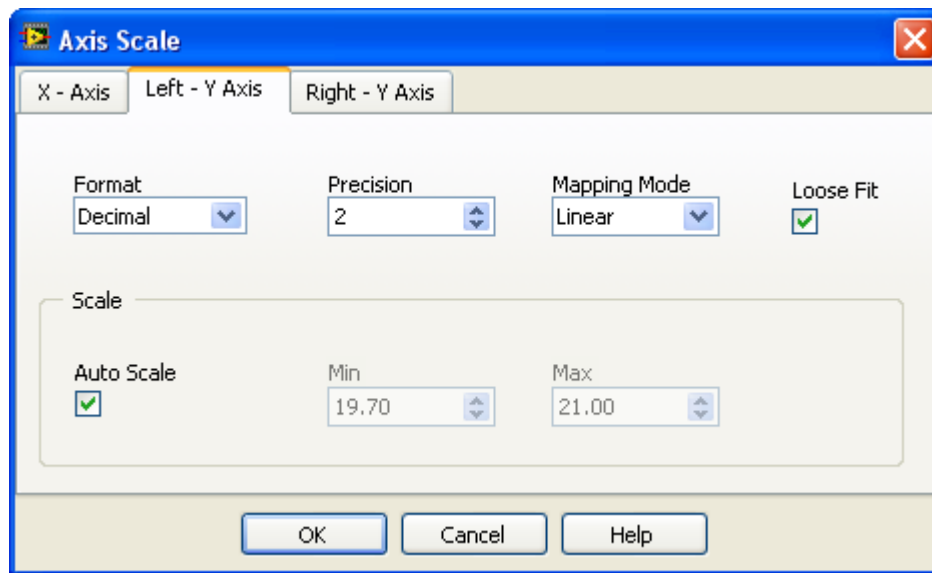 Axis Scale
X - Axis Left - Y Axis Right - Y Axis
Format Precision Mapping Mode Loose Fit
Decimal 2 Linear
Scale
Auto Scale Min Max
19.70 21.00
OK Cancel Help